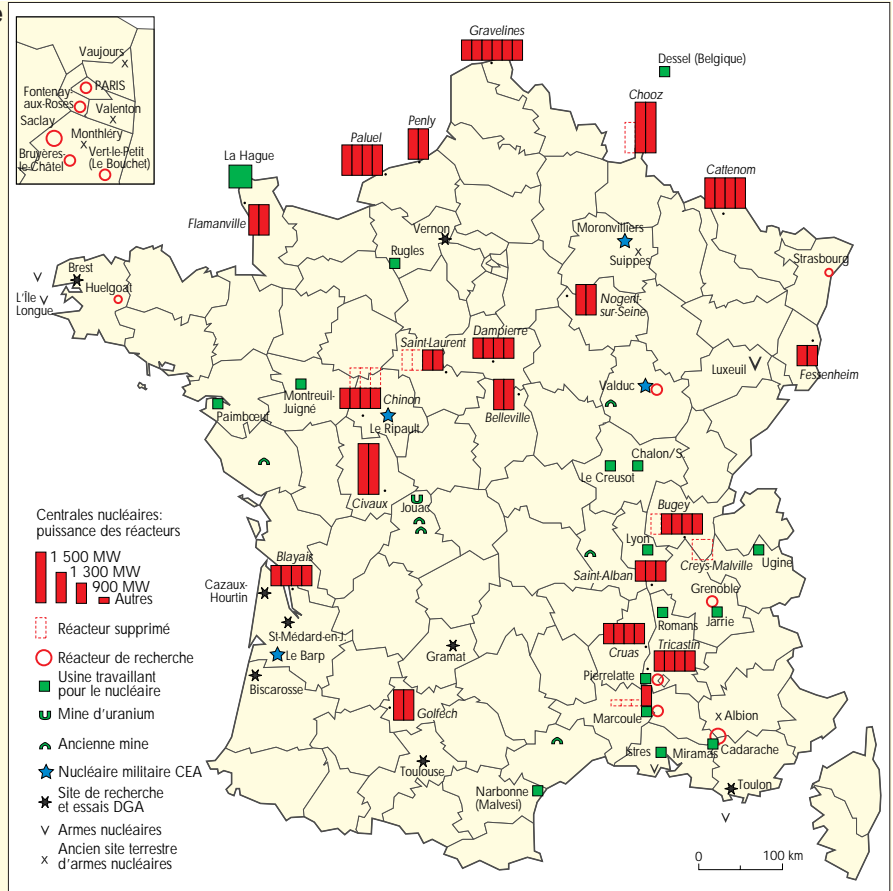 e
Vaujours
PARIS
Fontenay-
aux-Roses
Valenton
Saclay
Monthléry
Bruyères-
le-Châtel
Vert-le-Petit
(Le Bouchet)
Gravelines
Dessel (Belgique)
Chooz
Penly
Paluel
La Hague
Cattenom
Flamanville
Vernon
Moronvilliers
Suippes
Rugles
Strasbourg
Brest
Huelgoat
L'Île
Longue
Nogent-
sur-Seine
Dampierre
Saint-Laurent
Fessenheim
Luxeuil
Valduc
Montreuil-
Juigné
Chinon
Belleville
Paimbœuf
Le Ripault
Chalon/S.
Le Creusot
Civaux
Jouac
Bugey
Lyon
Creys-Malville
Ugine
Saint-Alban
Blayais
Cazaux-
Hourtin
Grenoble
Romans
Jarrie
St-Médard-en-J.
Le Barp
Gramat
Cruas
Tricastin
Biscarosse
Pierrelatte
Golfech
Marcoule
Albion
Istres
Miramas
Cadarache
Toulouse
Narbonne
(Malvesi)
Toulon
Centrales nucléaires:
puissance des réacteurs
1 500 MW
1 300 MW
900 MW
Autres
Réacteur supprimé
Réacteur de recherche
Usine travaillant
pour le nucléaire
Mine d'uranium
Ancienne mine
Nucléaire militaire CEA
Site de recherche
et essais DGA
Armes nucléaires
Ancien site terrestre
d'armes nucléaires
0 100 km